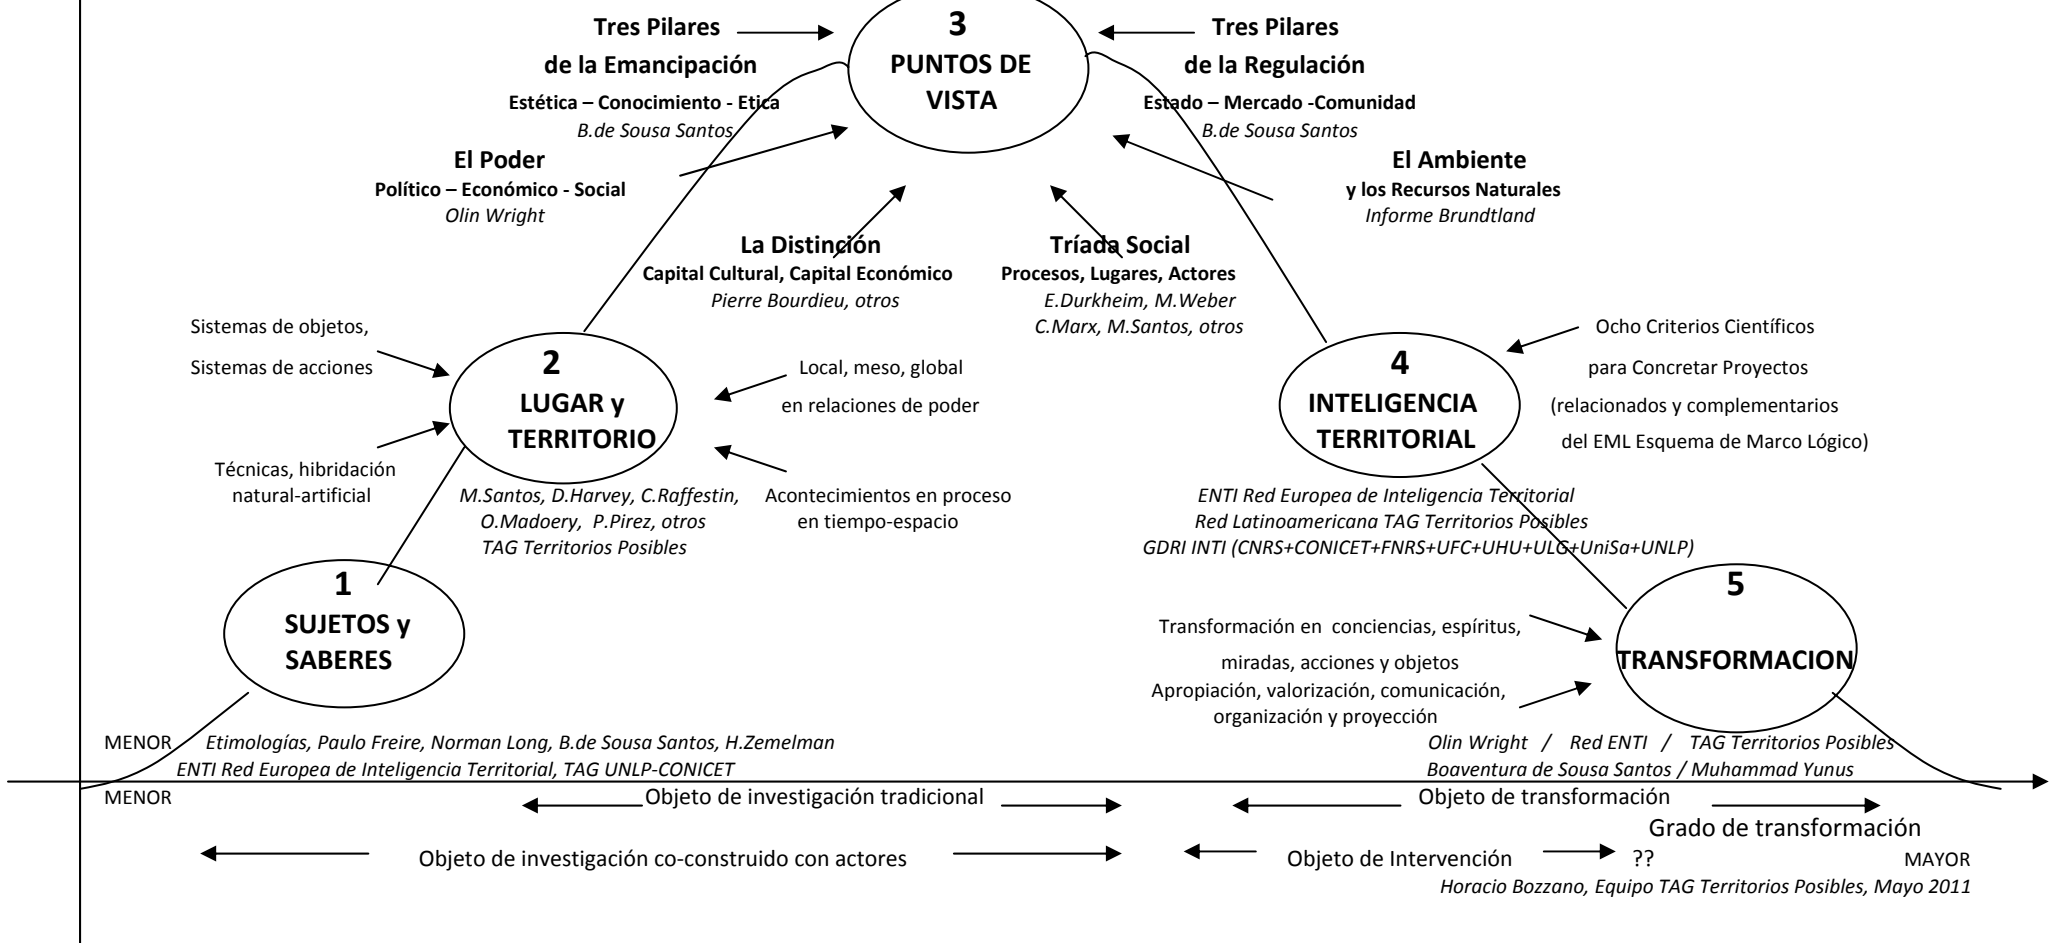 Tres Pilares
de la Emancipación
Estética – Conocimiento - Etica
B.de Sousa Santos
3
PUNTOS DE
VISTA
Tres Pilares
de la Regulación
Estado – Mercado -Comunidad
B.de Sousa Santos
El Poder
Político – Económico - Social
Olin Wright
El Ambiente
y los Recursos Naturales
Informe Brundtland
La Distinción
Capital Cultural, Capital Económico
Pierre Bourdieu, otros
Tríada Social
Procesos, Lugares, Actores
E.Durkheim, M.Weber
C.Marx, M.Santos, otros
Sistemas de objetos,
Sistemas de acciones
Técnicas, hibridación
natural-artificial
2
LUGAR y
TERRITORIO
Local, meso, global
en relaciones de poder
Acontecimientos en proceso
en tiempo-espacio
M.Santos, D.Harvey, C.Raffestin,
O.Madoery, P.Pirez, otros
TAG Territorios Posibles
4
INTELIGENCIA
TERRITORIAL
Ocho Criterios Científicos
para Concretar Proyectos
(relacionados y complementarios
del EML Esquema de Marco Lógico)
ENTI Red Europea de Inteligencia Territorial
Red Latinoamericana TAG Territorios Posibles
GDRI INTI (CNRS+CONICET+FNRS+UFC+UHU+ULG+UniSa+UNLP)
1
SUJETOS y
SABERES
5
TRANSFORMACION
Transformación en conciencias, espíritus,
miradas, acciones y objetos
Apropiación, valorización, comunicación,
organización y proyección
MENOR
Etimologías, Paulo Freire, Norman Long, B.de Sousa Santos, H.Zemelman
ENTI Red Europea de Inteligencia Territorial, TAG UNLP-CONICET
Olin Wright / Red ENTI / TAG Territorios Posibles
Boaventura de Sousa Santos / Muhammad Yunus
MENOR
Objeto de investigación tradicional
Objeto de transformación
Grado de transformación
Objeto de investigación co-construido con actores
Objeto de Intervención
??
MAYOR
Horacio Bozzano, Equipo TAG Territorios Posibles, Mayo 2011